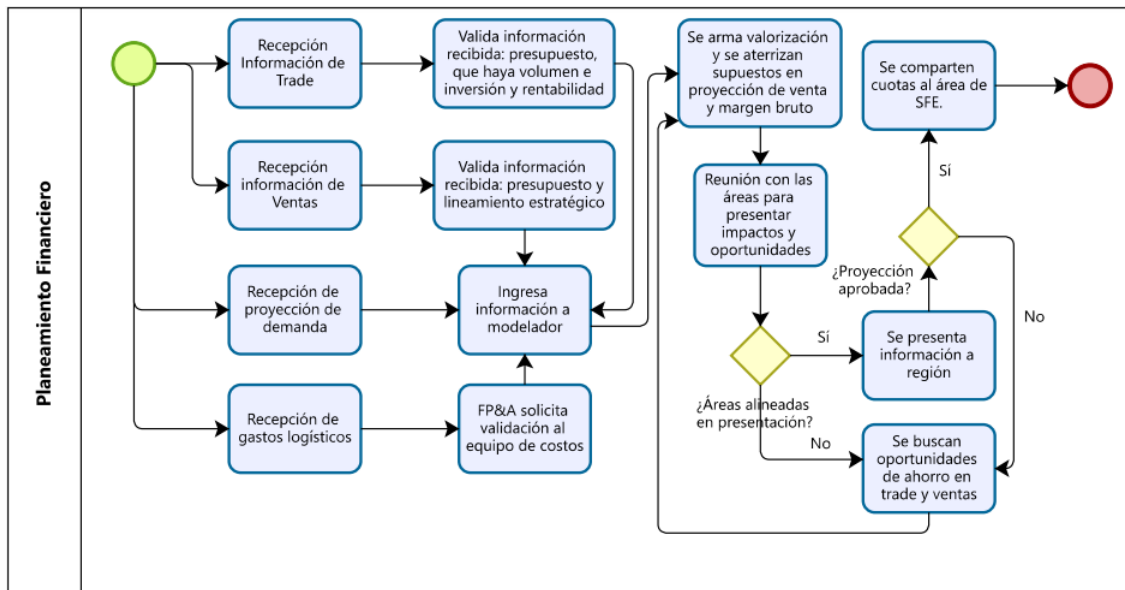 Planeamiento Financiero
Recepción
Información de
Trade
Valida información
recibida: presupuesto,
que haya volumen e
inversión y rentabilidad
Recepción
información de
Ventas
Valida información
recibida: presupuesto y
lineamiento estratégico
Recepción de
proyección de
demanda
Ingresa
información a
modelador
Recepción de
gastos logísticos
FP&A solicita
validación al
equipo de costos
Se arma valorización
y se aterrizan
supuestos en
proyección de venta
y margen bruto
Reunión con las
áreas para
presentar
impactos y
oportunidades
¿Áreas alineadas
en presentación?
Sí
No
Se presenta
información a
región
¿Proyección
aprobada?
Sí
No
Se comparten
cuotas al área de
SFE.
Se buscan
oportunidades
de ahorro en
trade y ventas